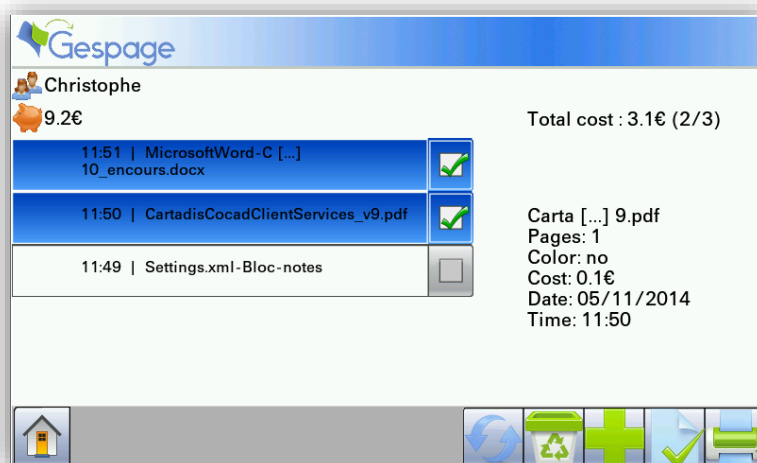 Gespage
Christophe
9.2€
Total cost : 3.1€ (2/3)
11:51 | MicrosoftWord-C [...]
10_encours.docx
11:50 | CartadisCocadClientServices_v9.pdf
11:49 | Settings.xml-Bloc-notes
Carta [...] 9.pdf
Pages: 1
Color: no
Cost: 0.1€
Date: 05/11/2014
Time: 11:50